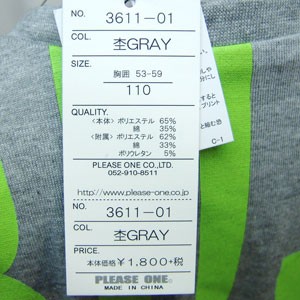 NO. 3611-01
COL. 杢GRAY
SIZE.
胸囲 53-59
110
QUALITY.
<本体> ポリエステル 65%
綿 35%
<附属> ポリエステル 62%
綿 33%
ポリウレタン 5%
PLEASE ONE CO.,LTD.
052-910-8511
http://www.please-one.co.jp/
NO. 3611-01
COL. 杢GRAY
PRICE.
本体価格 ¥1,800+税
PLEASE ONE.
MADE IN CHINA
C-1